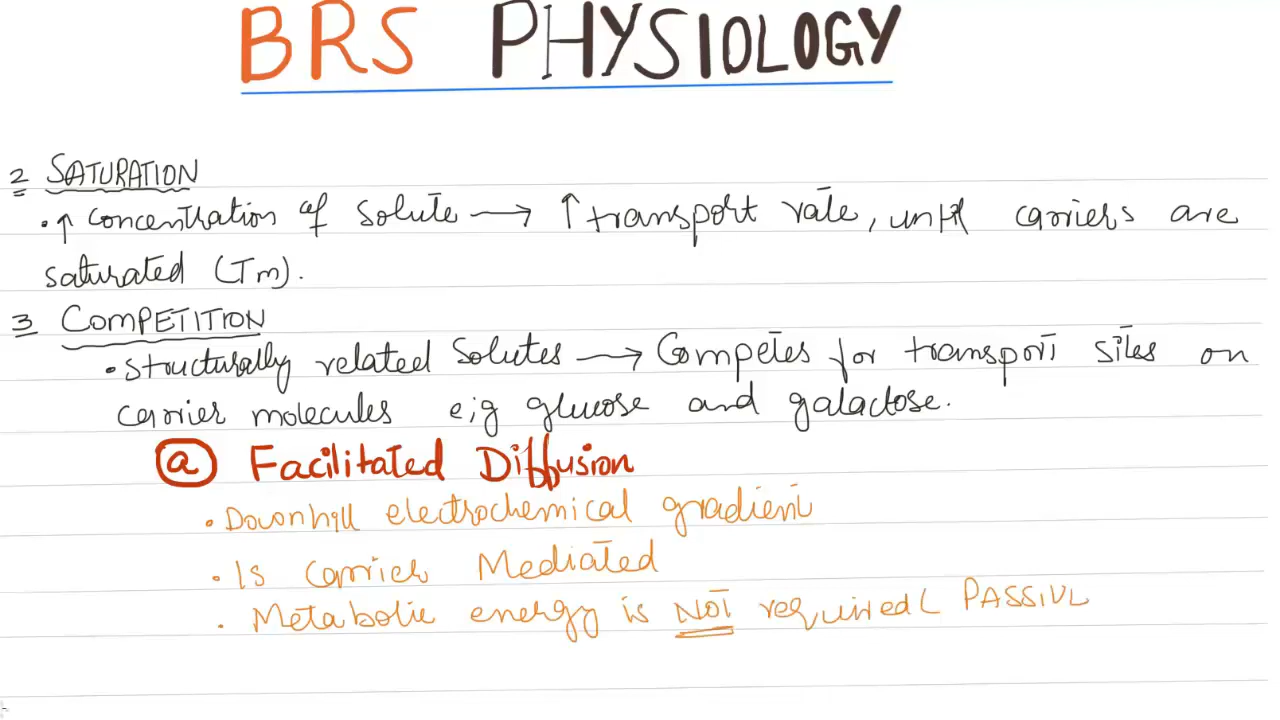 BRS PHYSIOLOGY
2 SATURATION
• ↑ concentration of solute → ↑ transport rate, until carriers are
saturated (Tm).
3 COMPETITION
• structurally related Solutes → Competes for transport sites on
carrier molecules e;g glucose and galactose.
a Facilitated Diffusion
• Downhill electrochemical gradient
• Is carrier Mediated
• Metabolic energy is NOT required ( PASSIVE